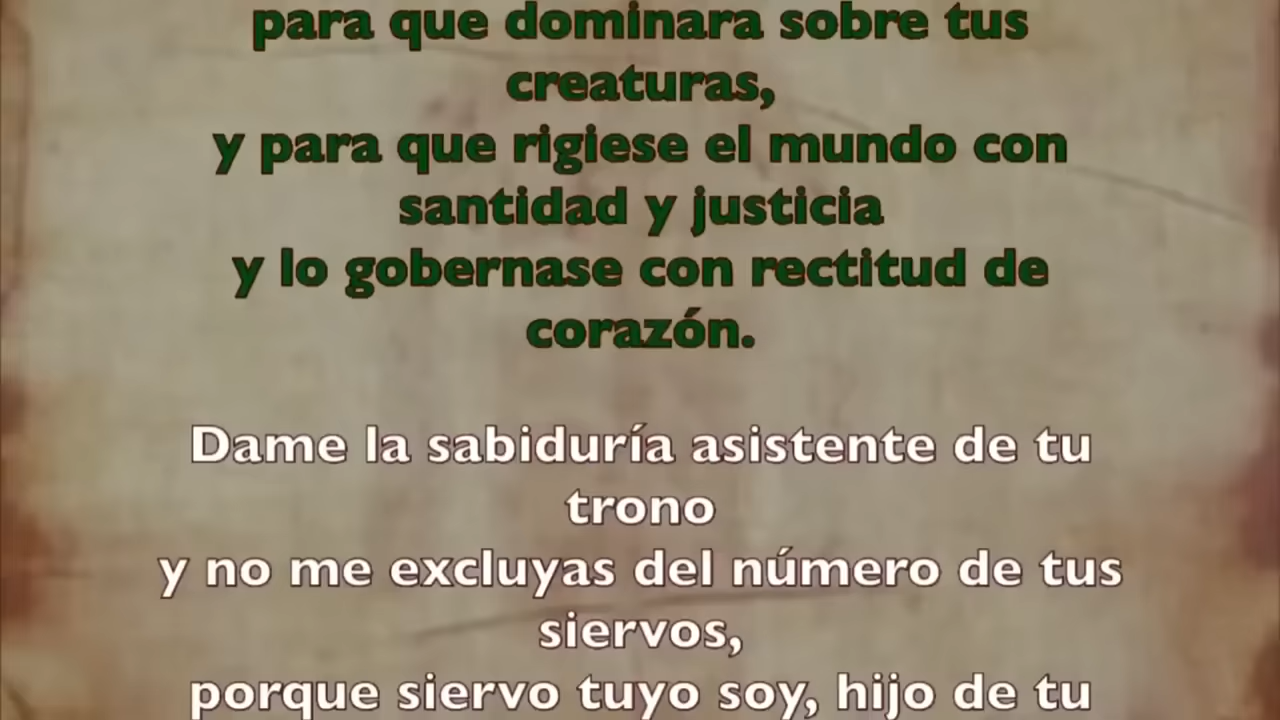 para que dominara sobre tus
creaturas,
y para que rigiese el mundo con
santidad y justicia
y lo gobernase con rectitud de
corazón.
Dame la sabiduría asistente de tu
trono
y no me excluyas del número de tus
siervos,
porque siervo tuyo soy, hijo de tu